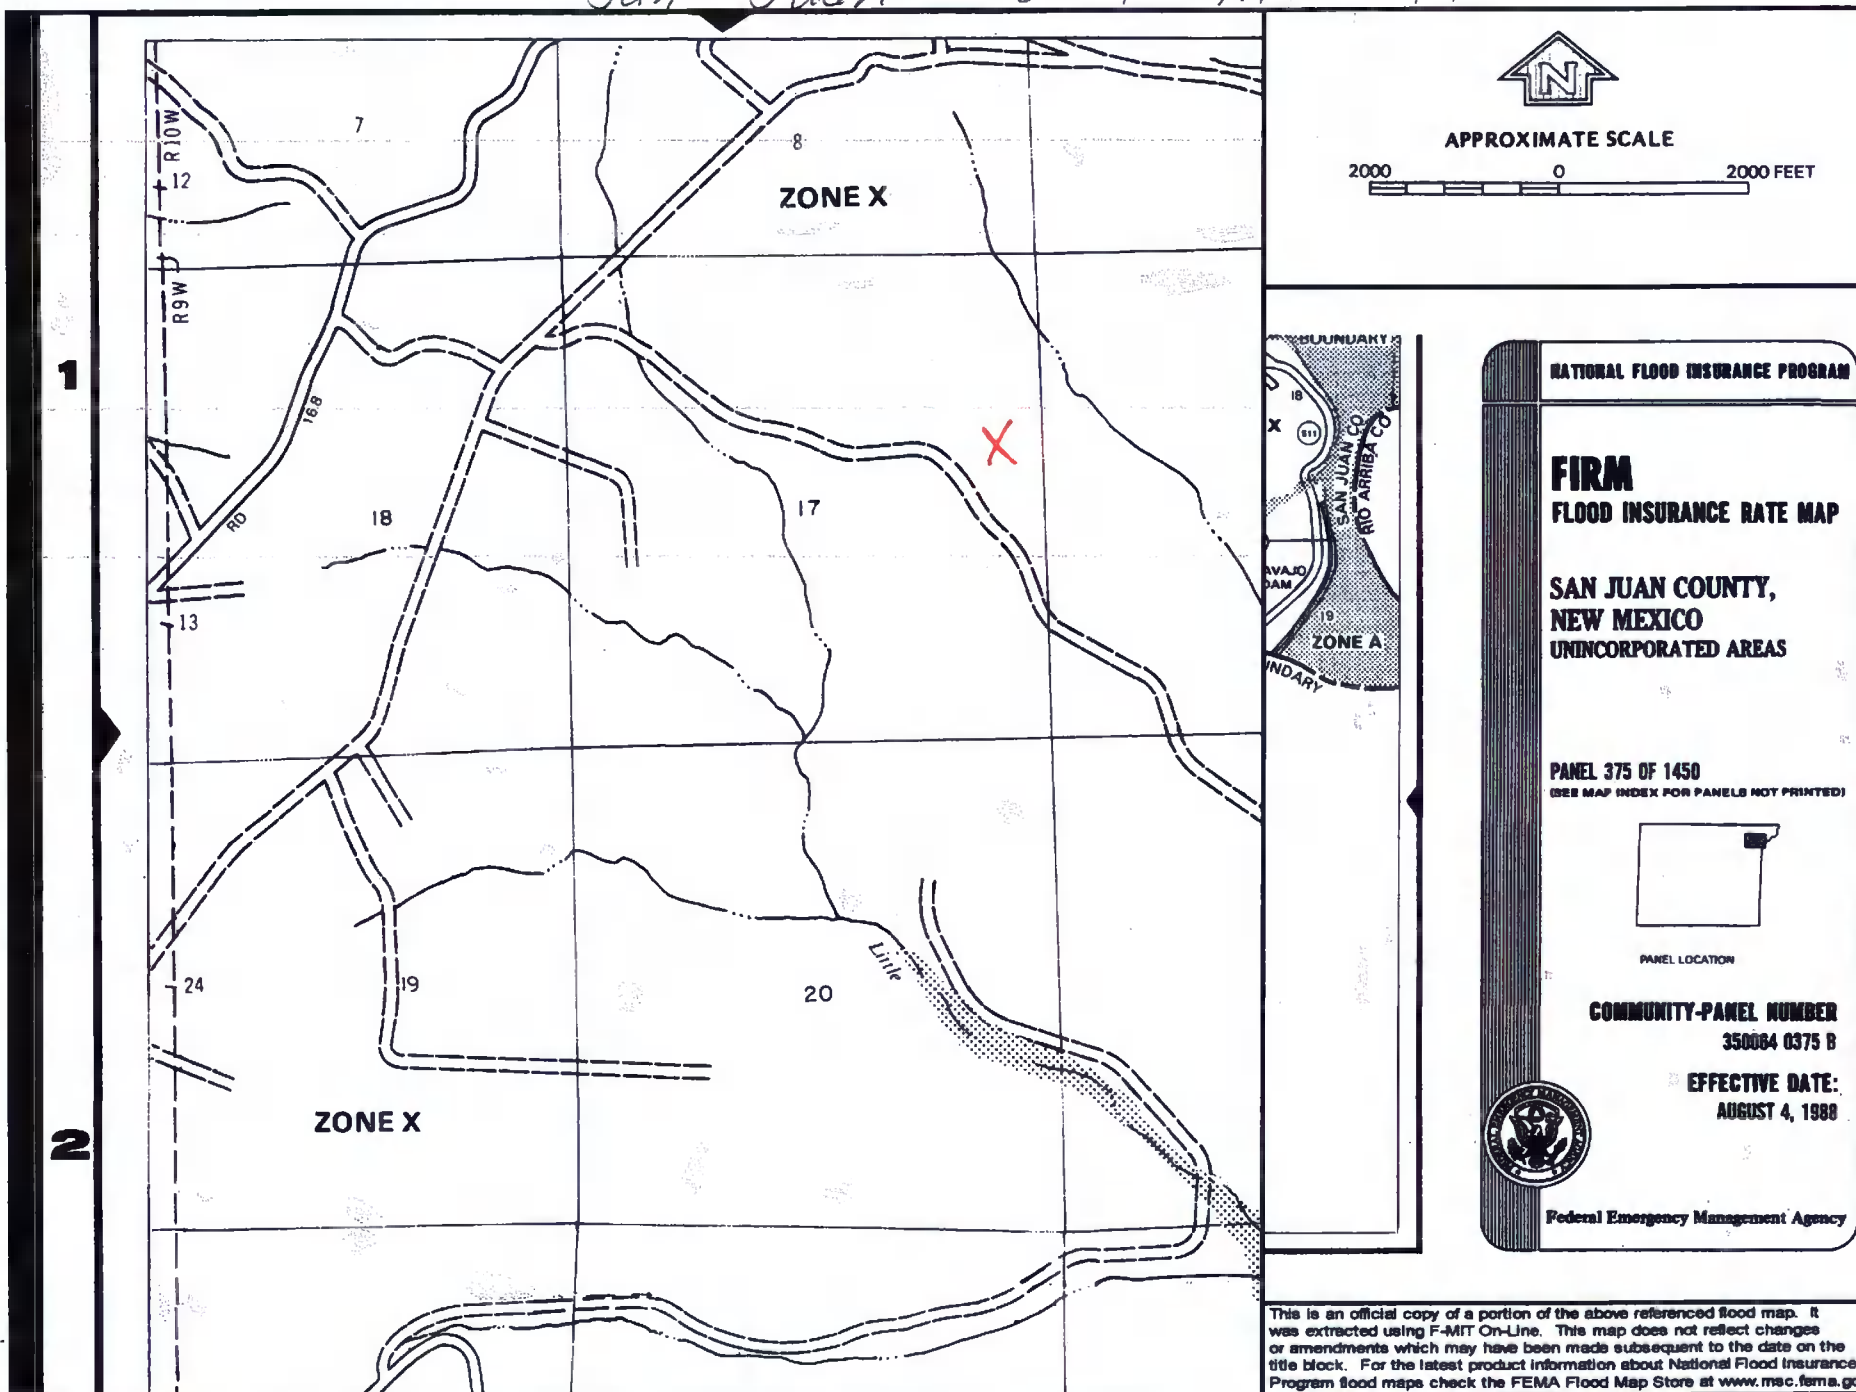 7
8
ZONE X
R10W
12
R9W
1
16.8
RD
18
17
13
Little
24
19
20
ZONE X
2
N
APPROXIMATE SCALE
2000 0 2000 FEET
BOUNDARY
18
X
511
SAN JUAN CO
RIO ARRIBA CO
AVAJO
DAM
19
ZONE A
UNDARY
NATIONAL FLOOD INSURANCE PROGRAM
FIRM
FLOOD INSURANCE RATE MAP
SAN JUAN COUNTY,
NEW MEXICO
UNINCORPORATED AREAS
PANEL 375 OF 1450
(SEE MAP INDEX FOR PANELS NOT PRINTED)
PANEL LOCATION
COMMUNITY-PANEL NUMBER
350064 0375 B
EFFECTIVE DATE:
AUGUST 4, 1988
Federal Emergency Management Agency
This is an official copy of a portion of the above referenced flood map. It
was extracted using F-MIT On-Line. This map does not reflect changes
or amendments which may have been made subsequent to the date on the
title block. For the latest product information about National Flood Insurance
Program flood maps check the FEMA Flood Map Store at www.msc.fema.go